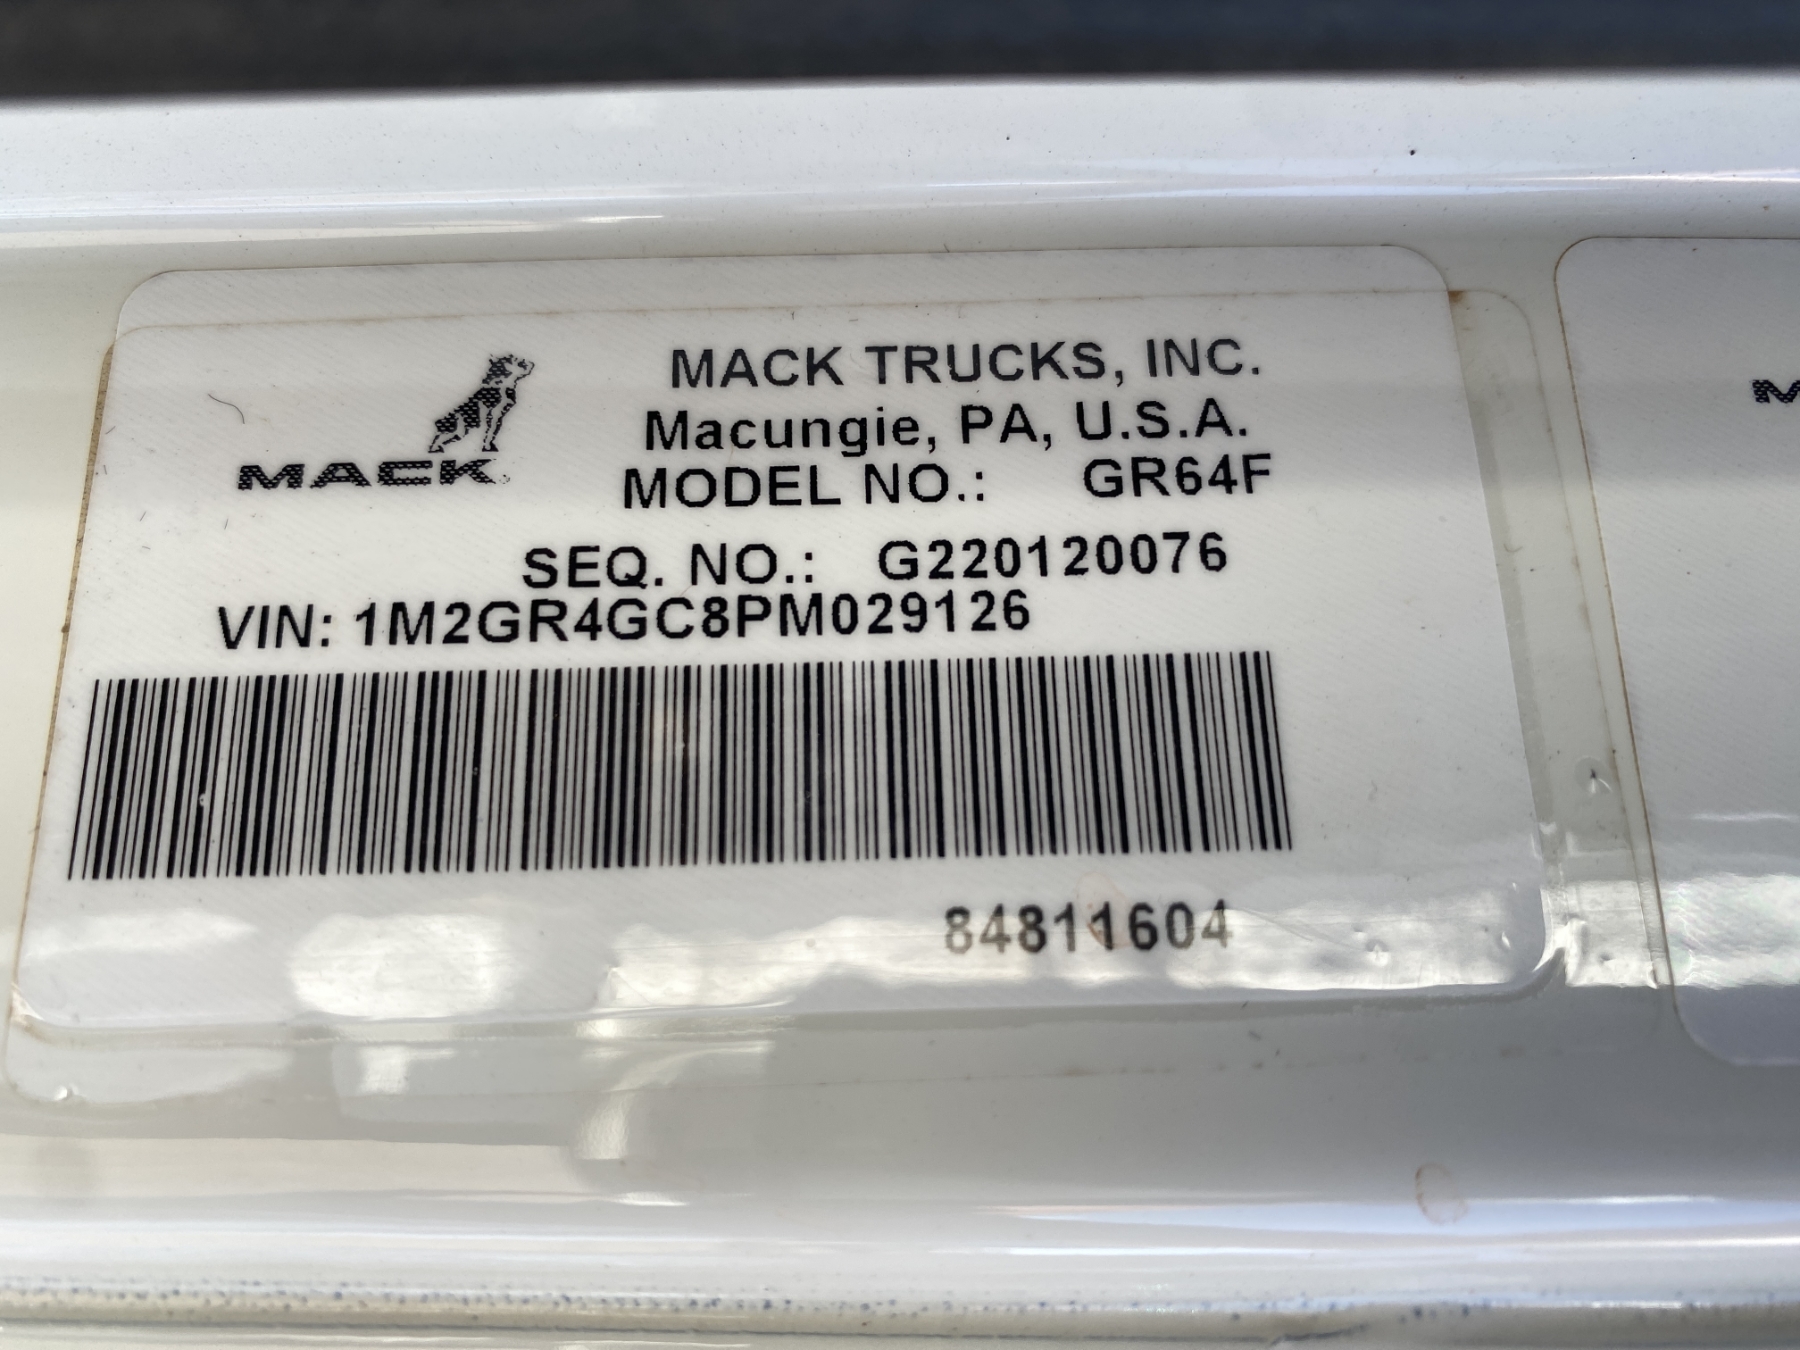 MACK
MACK TRUCKS, INC.
Macungie, PA, U.S.A.
MODEL NO.: GR64F
SEQ. NO.: G220120076
VIN: 1M2GR4GC8PM029126
84811604
M